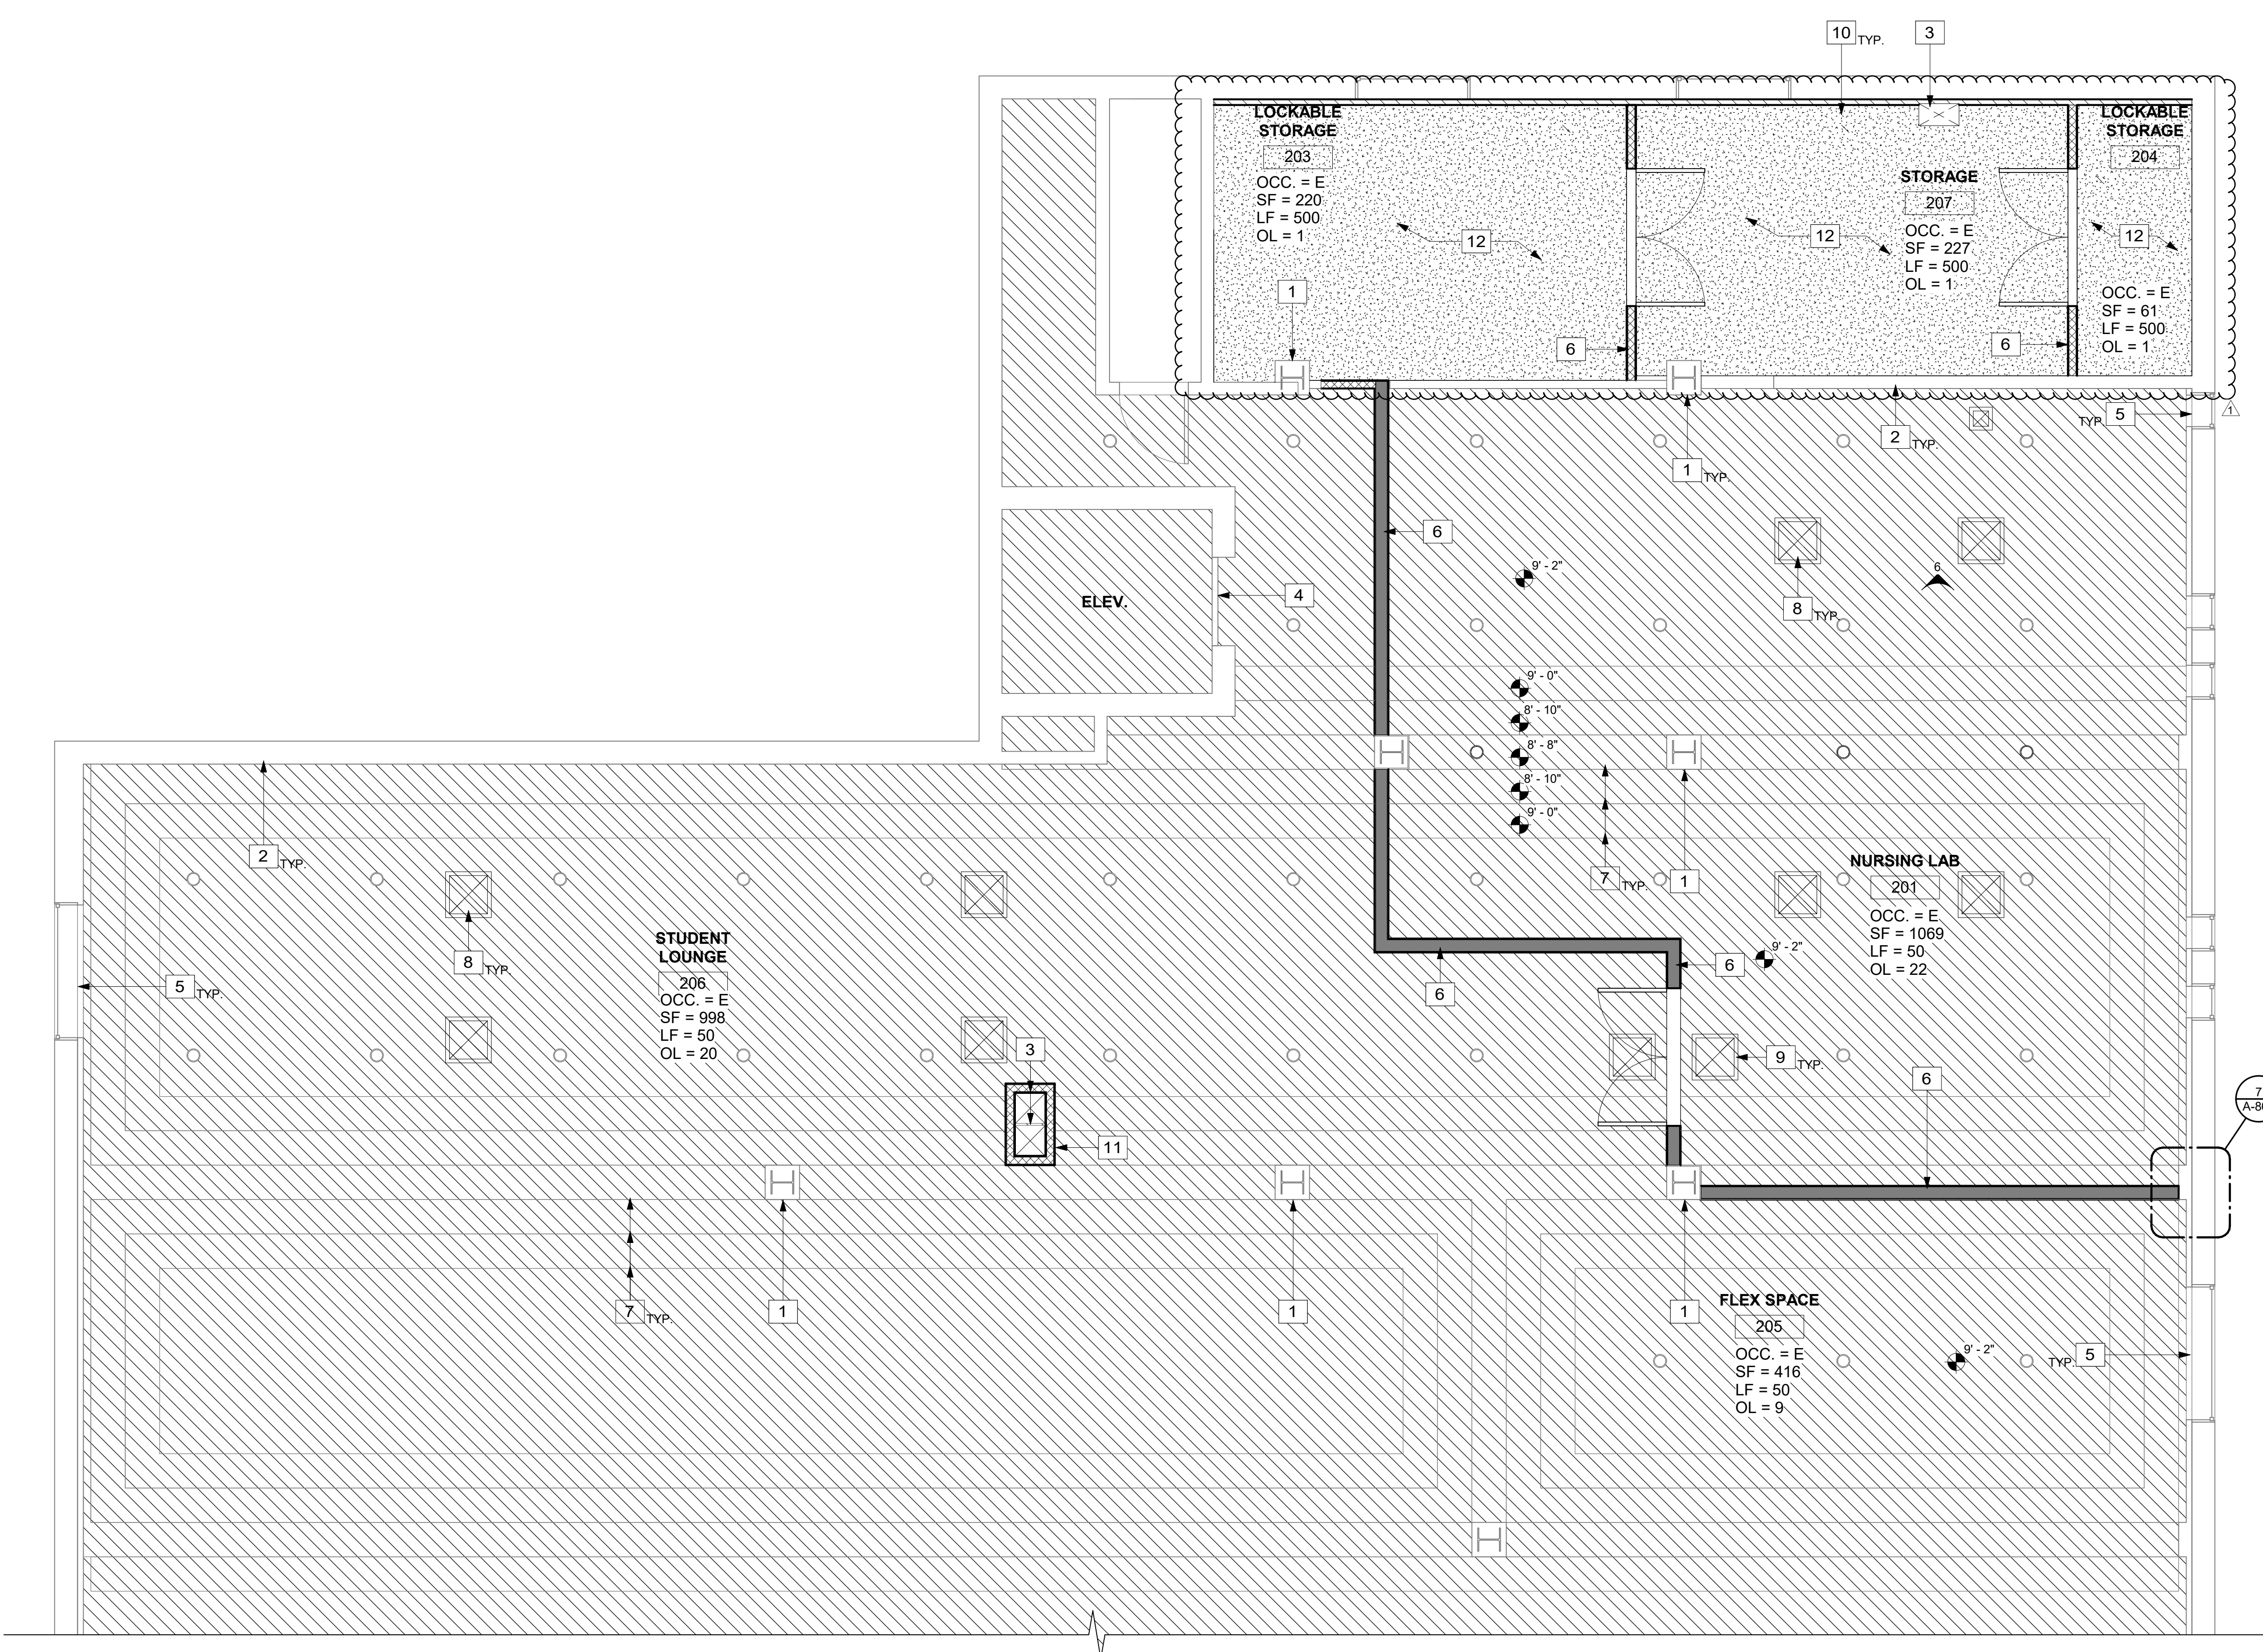 10 TYP.
3
LOCKABLE
STORAGE
203
OCC. = E
SF = 220
LF = 500
OL = 1
12
1
6
STORAGE
207
OCC. = E
SF = 227
LF = 500
OL = 1
12
6
LOCKABLE
STORAGE
204
12
OCC. = E
SF = 61
LF = 500
OL = 1
TYP. 5
1
2 TYP.
1 TYP.
6
9' - 2"
6
ELEV.
4
8 TYP.
9' - 0"
8' - 10"
8' - 8"
8' - 10"
9' - 0"
2 TYP.
7 TYP.
1
NURSING LAB
201
OCC. = E
SF = 1069
LF = 50
OL = 22
STUDENT
LOUNGE
206
OCC. = E
SF = 998
LF = 50
OL = 20
8 TYP.
5 TYP.
6
6
9' - 2"
3
9 TYP.
6
7
11
7 TYP.
1
1
1
FLEX SPACE
205
OCC. = E
SF = 416
LF = 50
OL = 9
9' - 2"
TYP. 5